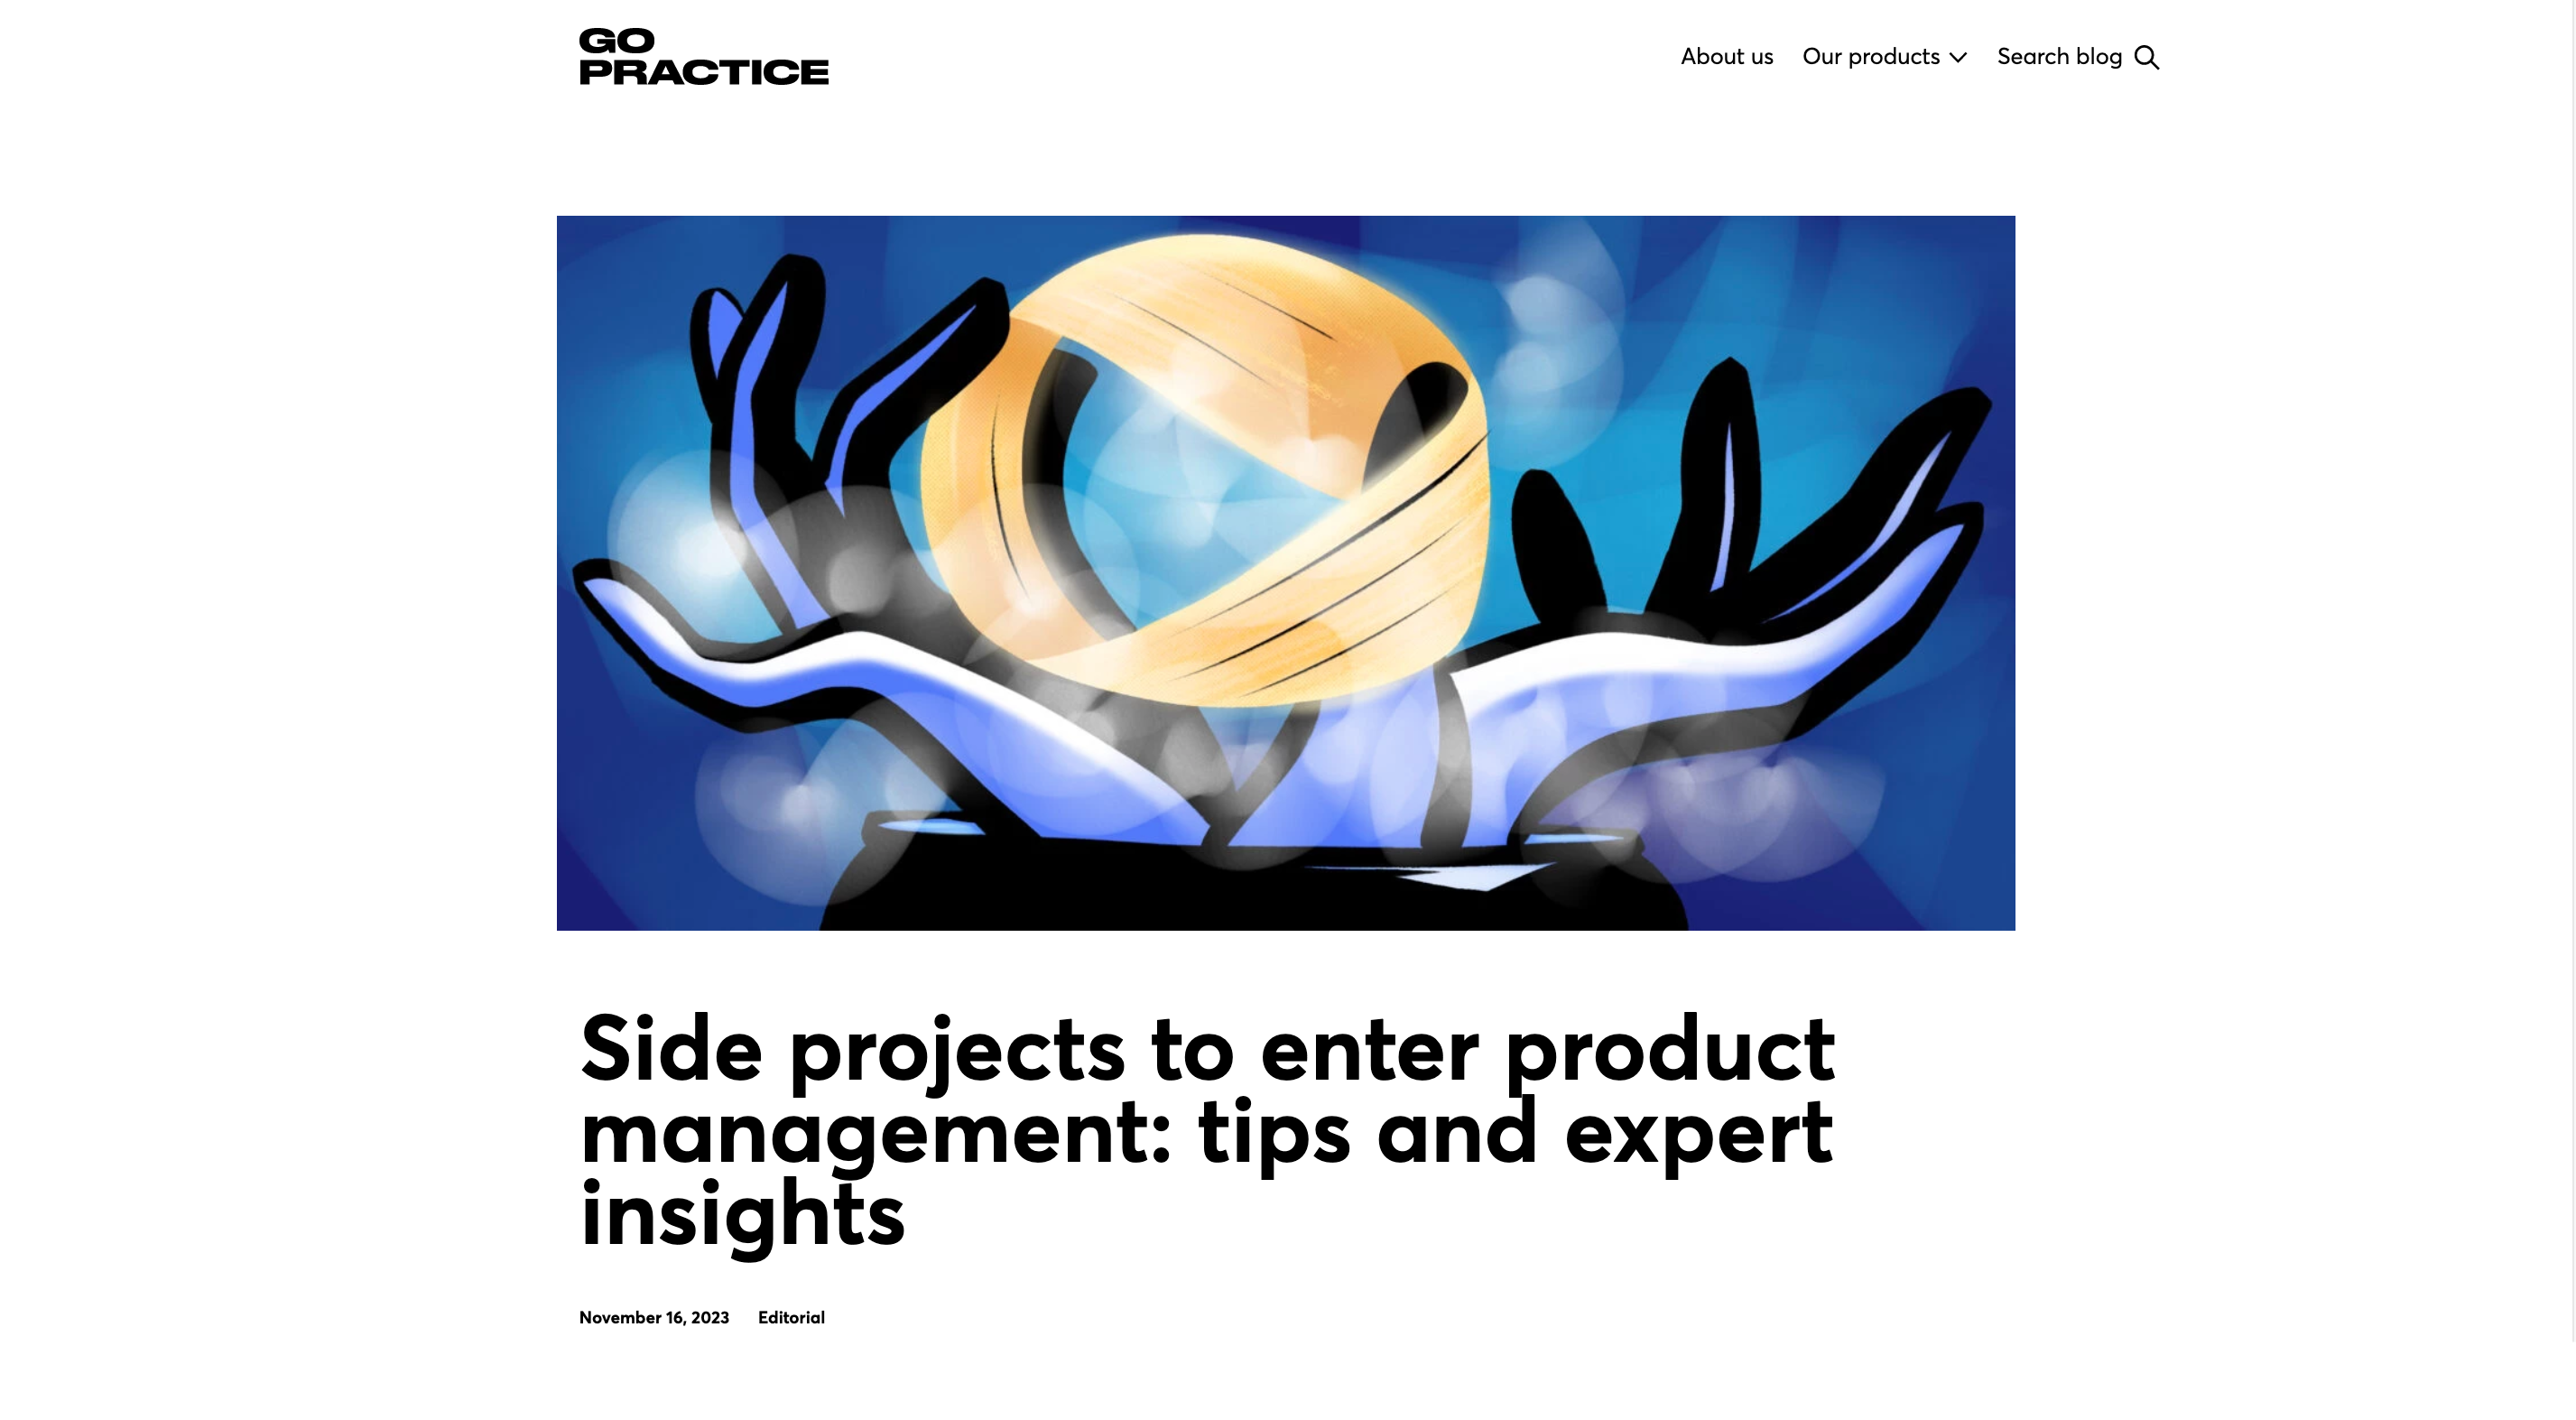 GO
PRACTICE
About us
Our products
Search blog
Side projects to enter product
management: tips and expert
insights
November 16, 2023
Editorial